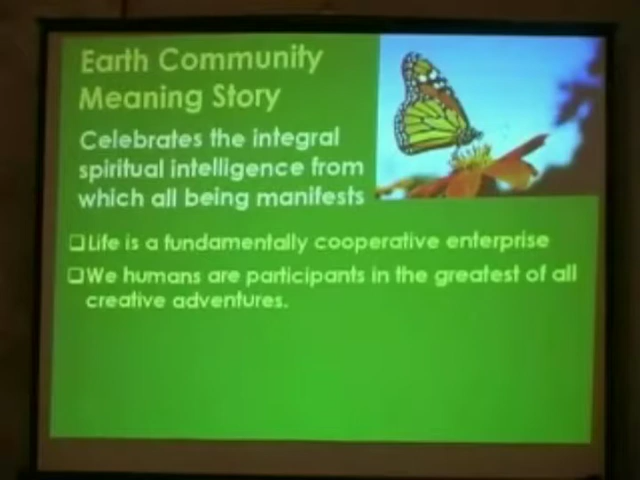 Earth Community
Meaning Story
Celebrates the integral
spiritual intelligence from
which all being manifests
❑Life is a fundamentally cooperative enterprise
❑We humans are participants in the greatest of all
creative adventures.